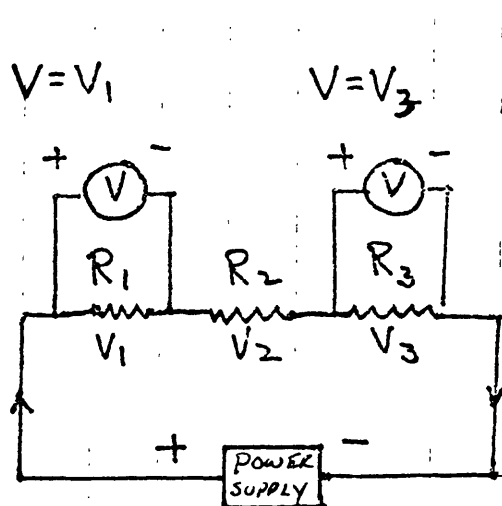 V=V₁
V=V₃
+ −
+ −
V
V
R₁
R₂
R₃
V₁
V₂
V₃
+ −
POWER
SUPPLY